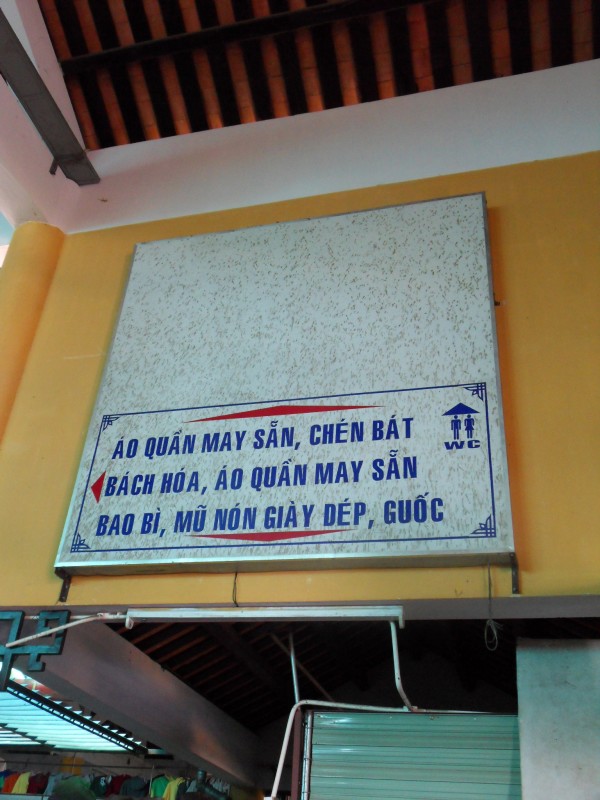 ÁO QUẦN MAY SẴN, CHÉN BÁT
WC
BÁCH HÓA, ÁO QUẦN MAY SẴN
BAO BÌ, MŨ NÓN GIÀY DÉP, GUỐC